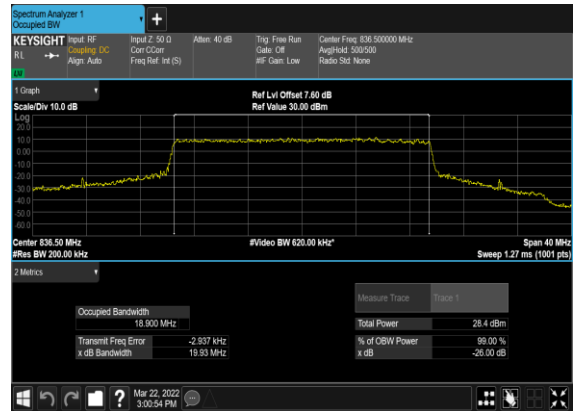 Spectrum Analyzer 1
Occupied BW
KEYSIGHT
R L
Input: RF
Coupling: DC
Align: Auto
Input Z: 50 Ω
Corr CCorr
Freq Ref: Int (S)
Atten: 40 dB
Trig: Free Run
Gate: Off
#IF Gain: Low
Center Freq: 836.500000 MHz
Avg|Hold: 500/500
Radio Std: None
1 Graph
Scale/Div 10.0 dB
Ref Lvl Offset 7.60 dB
Ref Value 30.00 dBm
Log
20.0
10.0
0.00
-10.0
-20.0
-30.0
-40.0
-50.0
-60.0
Center 836.50 MHz
#Res BW 200.00 kHz
#Video BW 620.00 kHz*
Span 40 MHz
Sweep 1.27 ms (1001 pts)
2 Metrics
Measure Trace
Trace 1
Occupied Bandwidth
18.900 MHz
Total Power
28.4 dBm
Transmit Freq Error
-2.937 kHz
% of OBW Power
99.00 %
x dB Bandwidth
19.93 MHz
x dB
-26.00 dB
?
Mar 22, 2022
3:00:54 PM